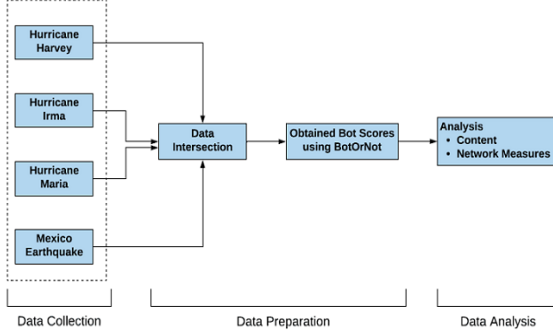 Hurricane
Harvey
Hurricane
Irma
Hurricane
Maria
Mexico
Earthquake
Data
Intersection
Obtained Bot Scores
using BotOrNot
Analysis
• Content
• Network Measures
Data Collection
Data Preparation
Data Analysis